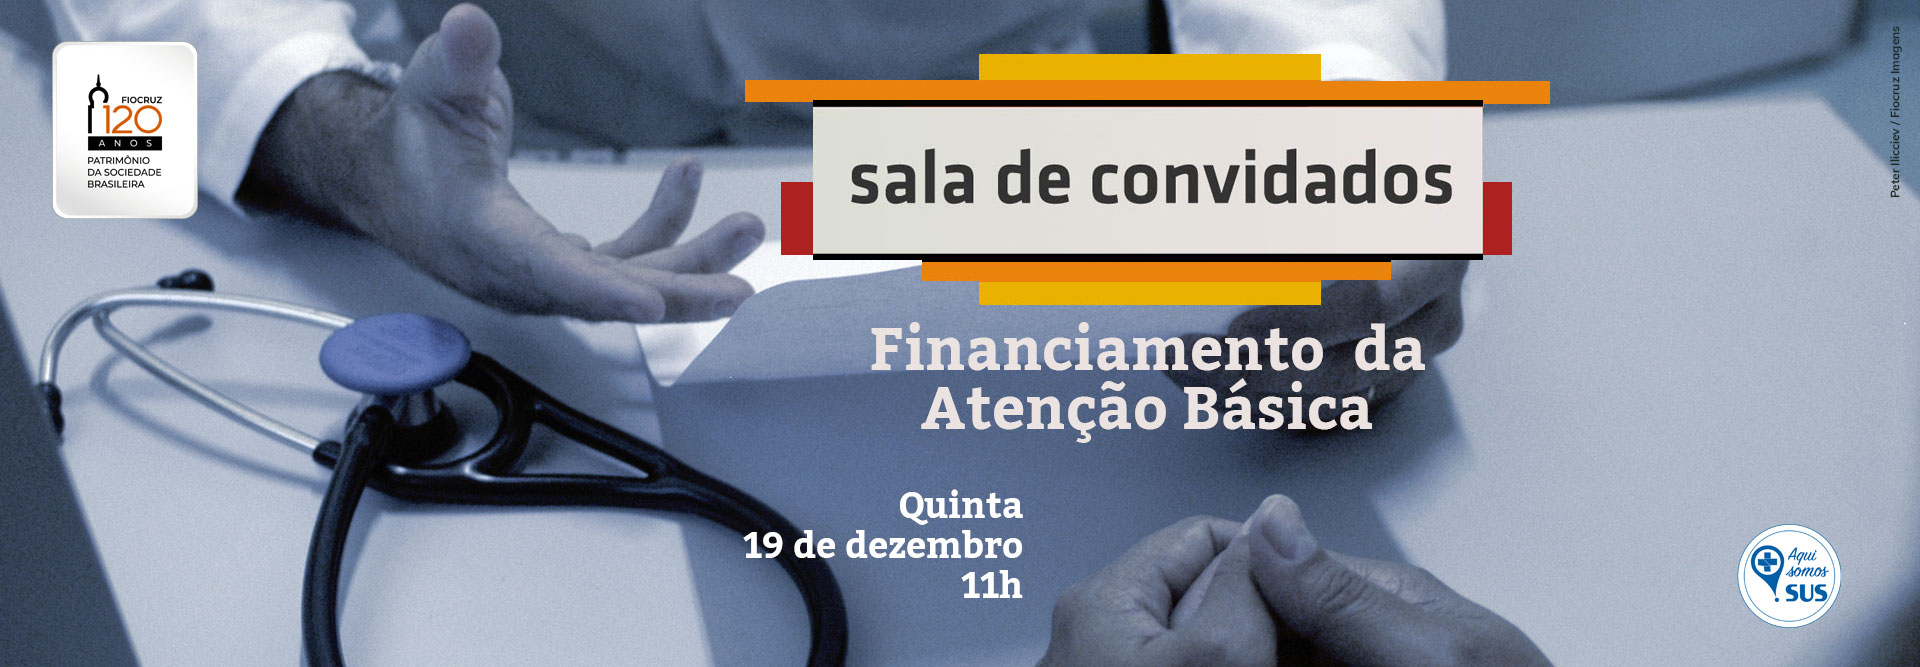 FIOCRUZ
120
ANOS
PATRIMÔNIO
DA SOCIEDADE
BRASILEIRA
sala de convidados
Financiamento da
Atenção Básica
Quinta
19 de dezembro
11h
Peter Ilicciev / Fiocruz Imagens
Aqui
somos
SUS